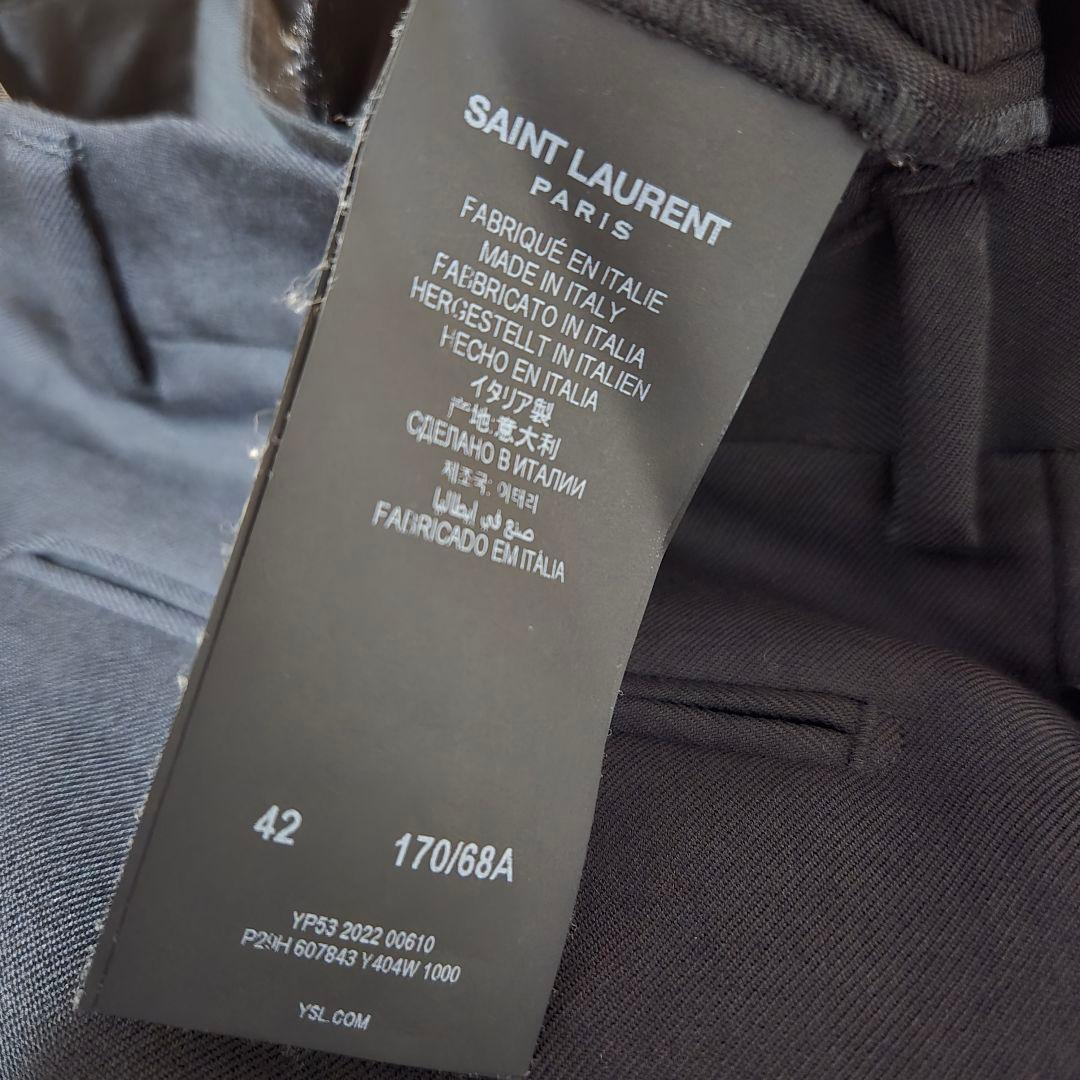 SAINT LAURENT
PARIS
FABRIQUÉ EN ITALIE
MADE IN ITALY
FABBRICATO IN ITALIA
HERGESTELLT IN ITALIEN
HECHO EN ITALIA
イタリア製
产地:意大利
СДЕЛАНО В ИТАЛИИ
제조국: 이태리
صنع في ايطاليا
FABRICADO EM ITÁLIA
42 170/68A
YP53 2022 00610
P29H 607843 Y404W 1000
YSL.COM